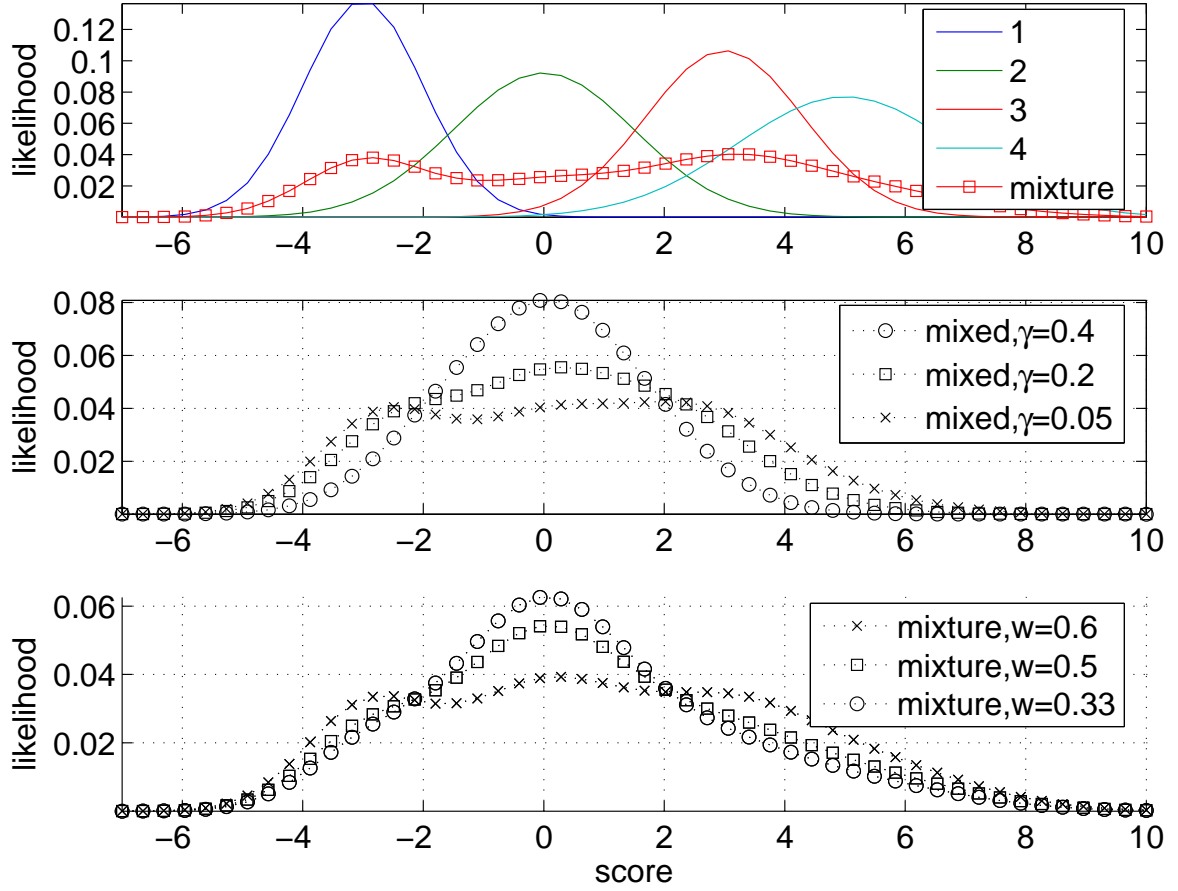 likelihood
0.12
0.1
0.08
0.06
0.04
0.02
1
2
3
4
mixture
−6 −4 −2 0 2 4 6 8 10
likelihood
0.08
0.06
0.04
0.02
mixed,γ=0.4
mixed,γ=0.2
mixed,γ=0.05
−6 −4 −2 0 2 4 6 8 10
likelihood
0.06
0.04
0.02
mixture,w=0.6
mixture,w=0.5
mixture,w=0.33
−6 −4 −2 0 2 4 6 8 10
score